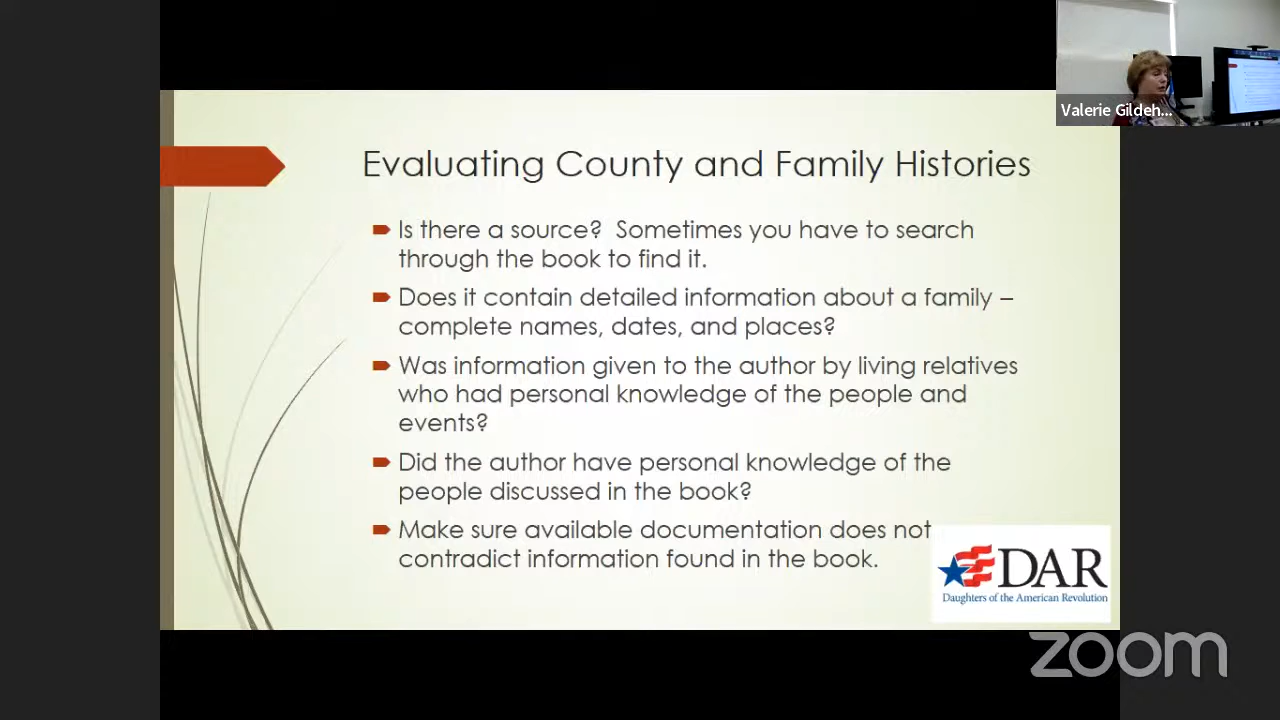 Valerie Gildeh...
Evaluating County and Family Histories
Is there a source? Sometimes you have to search
through the book to find it.
Does it contain detailed information about a family –
complete names, dates, and places?
Was information given to the author by living relatives
who had personal knowledge of the people and
events?
Did the author have personal knowledge of the
people discussed in the book?
Make sure available documentation does not
contradict information found in the book.
DAR
Daughters of the American Revolution
zoom